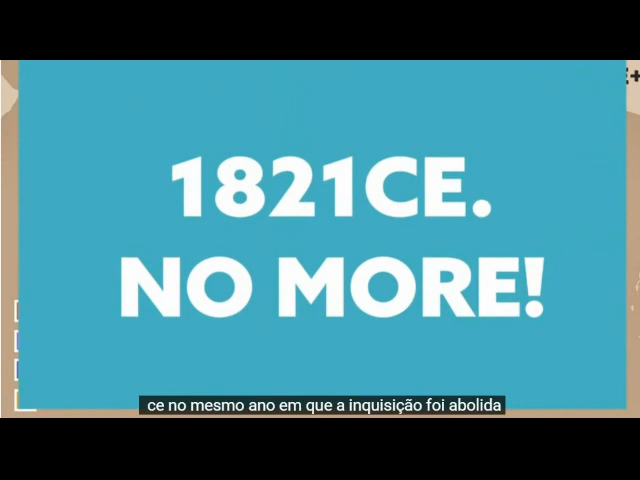 E+
1821CE.
NO MORE!
ce no mesmo ano em que a inquisição foi abolida